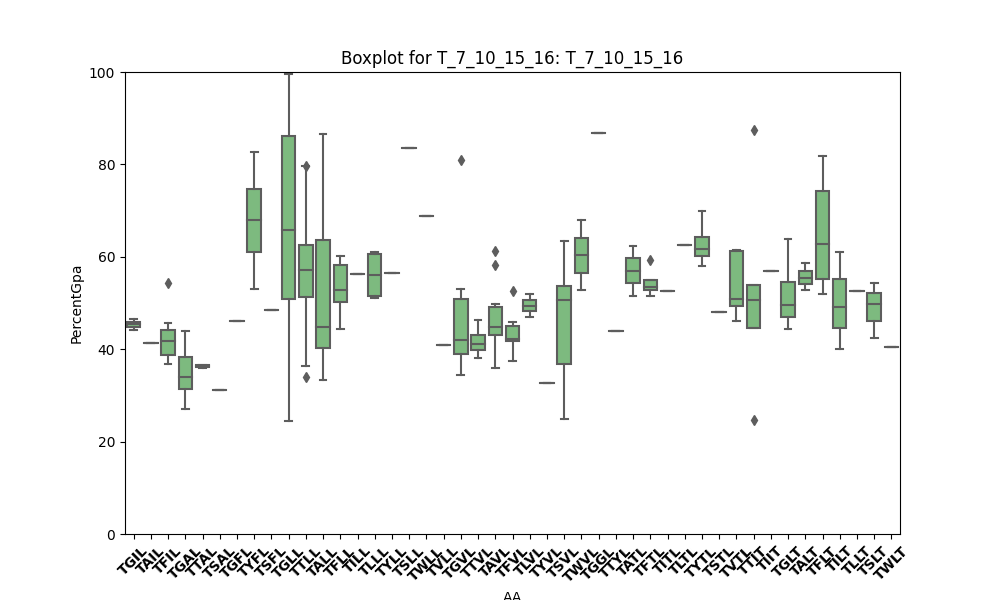 Boxplot for T_7_10_15_16: T_7_10_15_16
PercentGpa
100
80
60
40
20
0
TGIL TAIL TFIL TGAL TTAL TSAL TGFL TYFL TSFL TGLL TTLL TALL TFLL TILL TLLL TYLL TSLL TWLL TVLL TGVL TTVL TAVL TFVL TLVL TYVL TSVL TWVL TGGL TTYL TATL TFTL TITL TLTL TYTL TSTL TVTL TTIT TIIT TGLT TALT TFLT TILT TLLT TSLT TWLT
AA